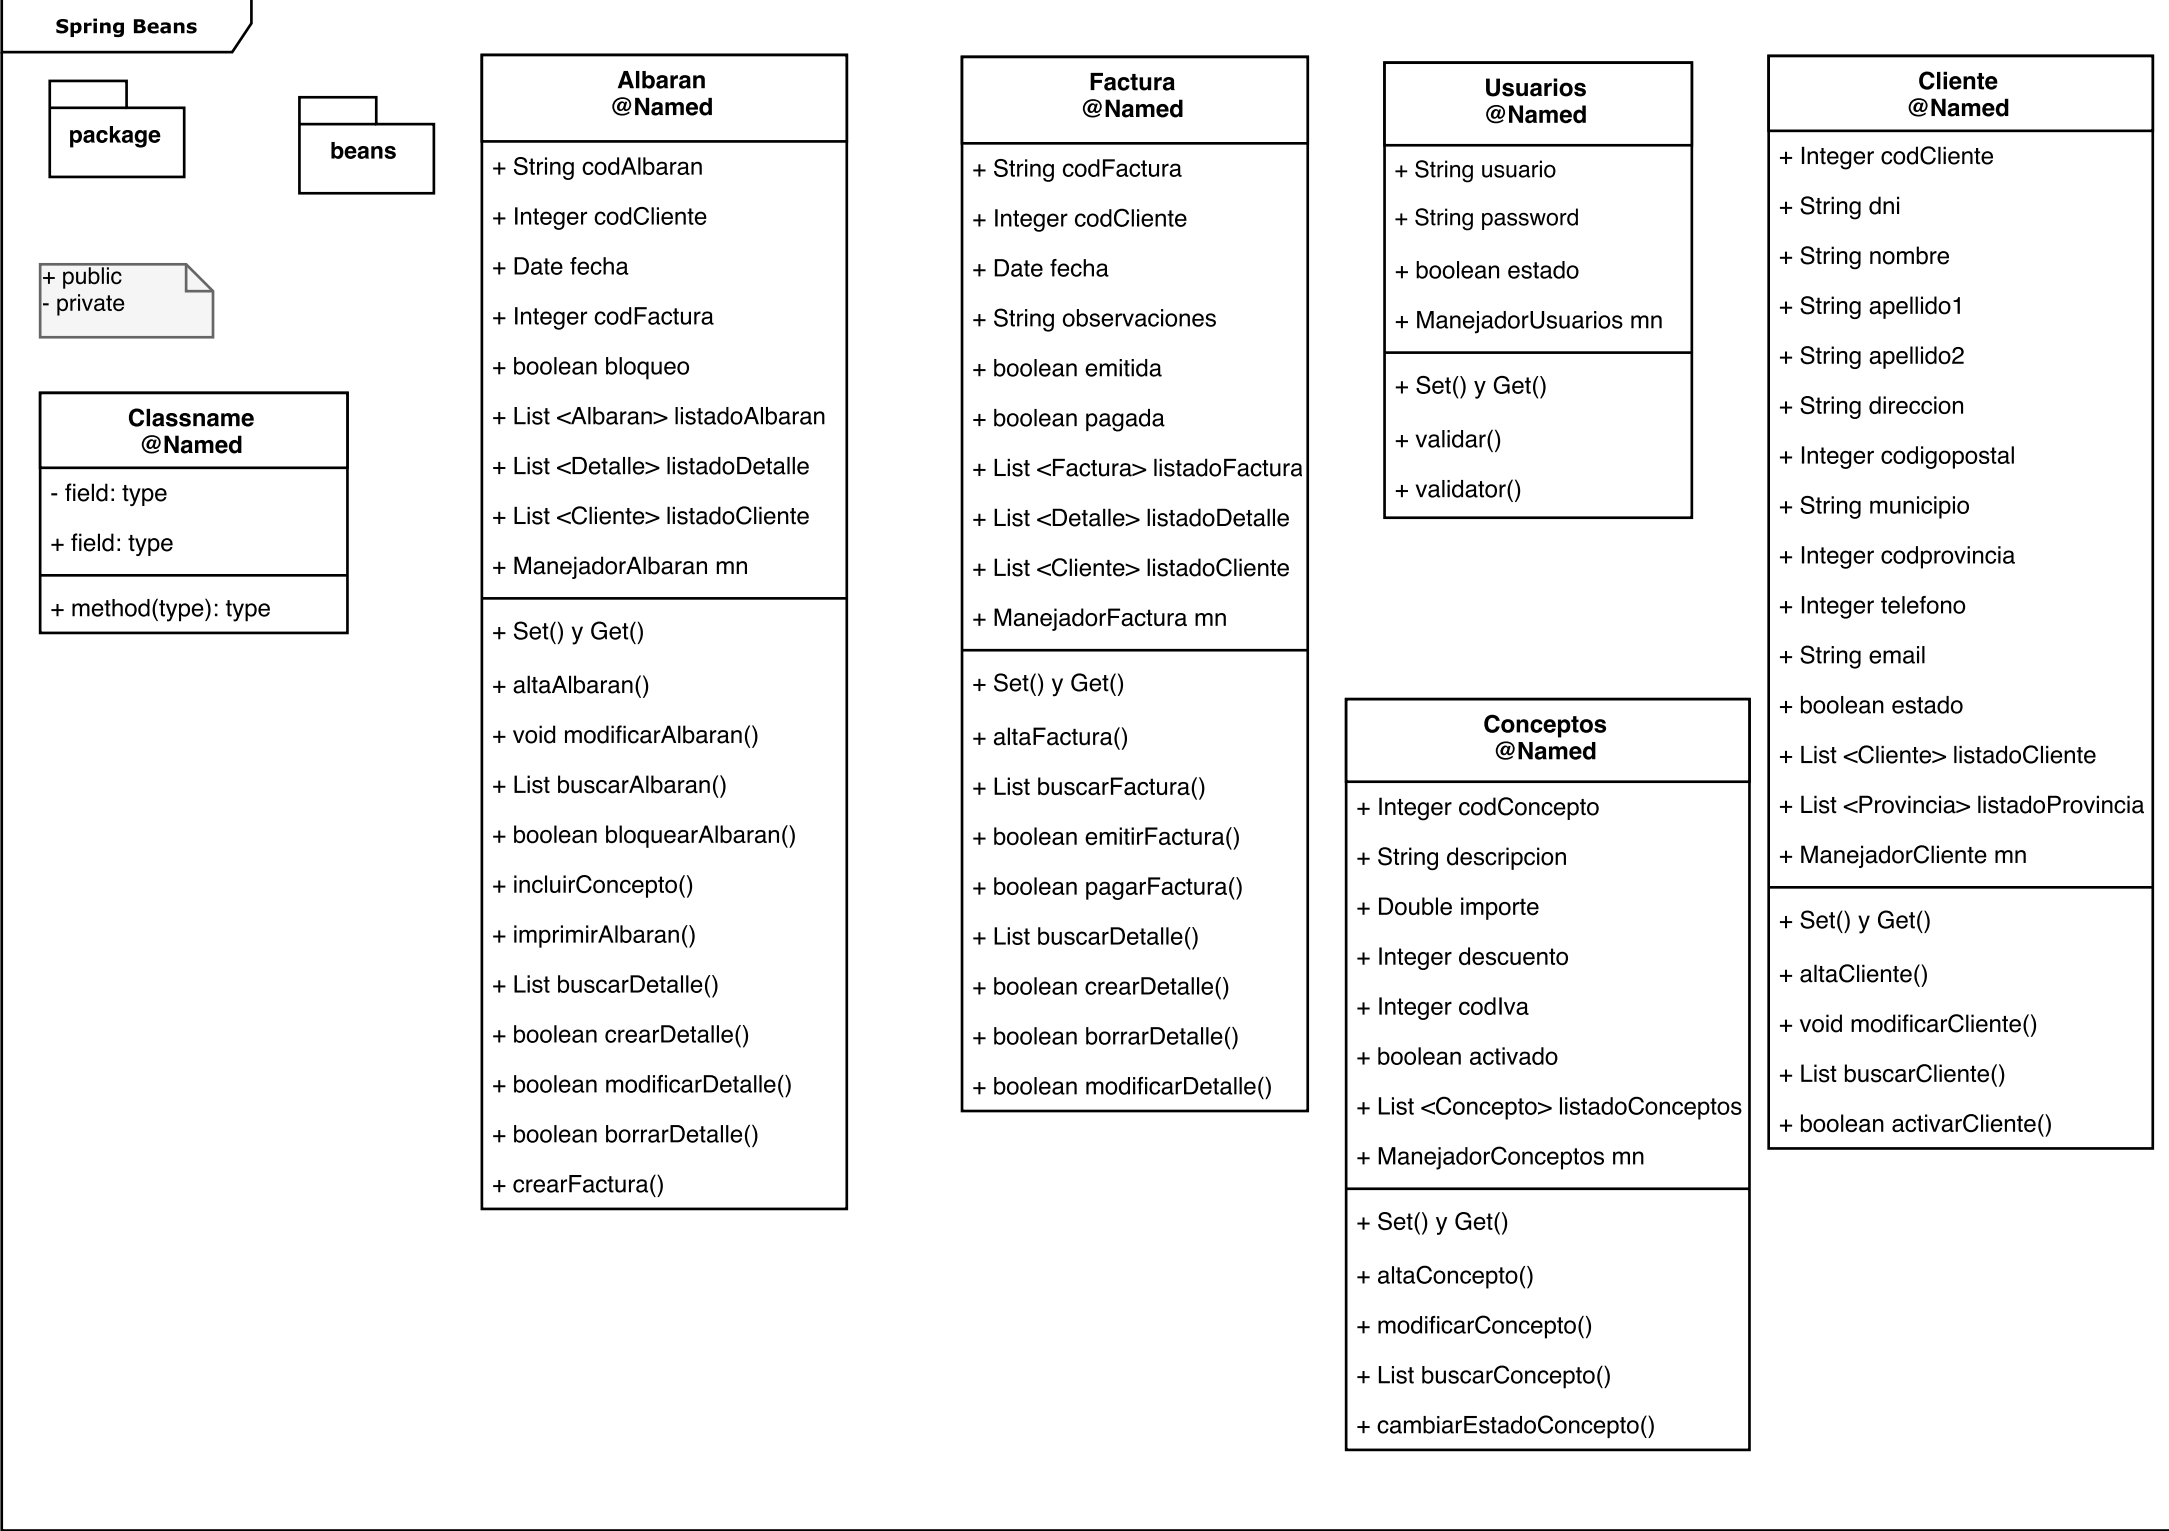 Spring Beans
package
beans
+ public
- private
Classname
@Named
- field: type
+ field: type
+ method(type): type
Albaran
@Named
+ String codAlbaran
+ Integer codCliente
+ Date fecha
+ Integer codFactura
+ boolean bloqueo
+ List <Albaran> listadoAlbaran
+ List <Detalle> listadoDetalle
+ List <Cliente> listadoCliente
+ ManejadorAlbaran mn
+ Set() y Get()
+ altaAlbaran()
+ void modificarAlbaran()
+ List buscarAlbaran()
+ boolean bloquearAlbaran()
+ incluirConcepto()
+ imprimirAlbaran()
+ List buscarDetalle()
+ boolean crearDetalle()
+ boolean modificarDetalle()
+ boolean borrarDetalle()
+ crearFactura()
Factura
@Named
+ String codFactura
+ Integer codCliente
+ Date fecha
+ String observaciones
+ boolean emitida
+ boolean pagada
+ List <Factura> listadoFactura
+ List <Detalle> listadoDetalle
+ List <Cliente> listadoCliente
+ ManejadorFactura mn
+ Set() y Get()
+ altaFactura()
+ List buscarFactura()
+ boolean emitirFactura()
+ boolean pagarFactura()
+ List buscarDetalle()
+ boolean crearDetalle()
+ boolean borrarDetalle()
+ boolean modificarDetalle()
Usuarios
@Named
+ String usuario
+ String password
+ boolean estado
+ ManejadorUsuarios mn
+ Set() y Get()
+ validar()
+ validator()
Conceptos
@Named
+ Integer codConcepto
+ String descripcion
+ Double importe
+ Integer descuento
+ Integer codIva
+ boolean activado
+ List <Concepto> listadoConceptos
+ ManejadorConceptos mn
+ Set() y Get()
+ altaConcepto()
+ modificarConcepto()
+ List buscarConcepto()
+ cambiarEstadoConcepto()
Cliente
@Named
+ Integer codCliente
+ String dni
+ String nombre
+ String apellido1
+ String apellido2
+ String direccion
+ Integer codigopostal
+ String municipio
+ Integer codprovincia
+ Integer telefono
+ String email
+ boolean estado
+ List <Cliente> listadoCliente
+ List <Provincia> listadoProvincia
+ ManejadorCliente mn
+ Set() y Get()
+ altaCliente()
+ void modificarCliente()
+ List buscarCliente()
+ boolean activarCliente()